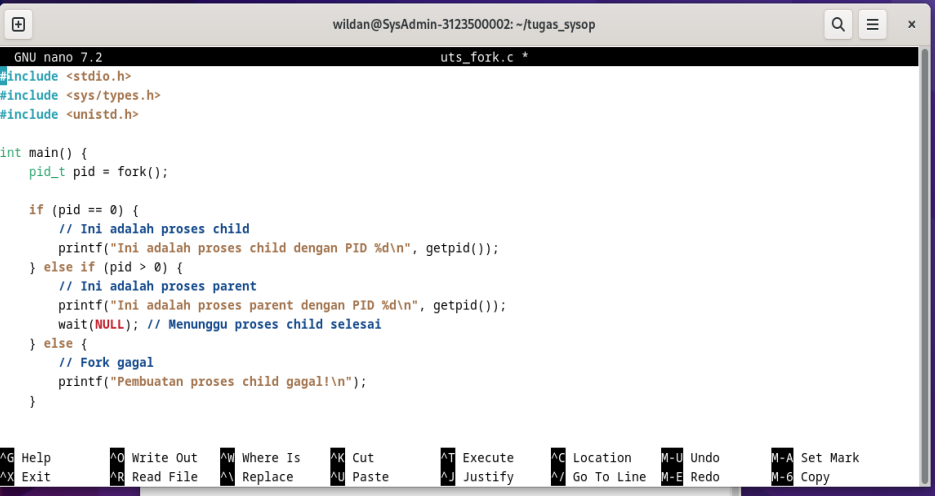 wildan@SysAdmin-3123500002: ~/tugas_sysop
GNU nano 7.2 uts_fork.c *
#include <stdio.h>
#include <sys/types.h>
#include <unistd.h>
int main() {
    pid_t pid = fork();
    if (pid == 0) {
        // Ini adalah proses child
        printf("Ini adalah proses child dengan PID %d\n", getpid());
    } else if (pid > 0) {
        // Ini adalah proses parent
        printf("Ini adalah proses parent dengan PID %d\n", getpid());
        wait(NULL); // Menunggu proses child selesai
    } else {
        // Fork gagal
        printf("Pembuatan proses child gagal!\n");
    }
^G Help ^O Write Out ^W Where Is ^K Cut ^T Execute ^C Location M-U Undo M-A Set Mark
^X Exit ^R Read File ^\ Replace ^U Paste ^J Justify ^/ Go To Line M-E Redo M-6 Copy